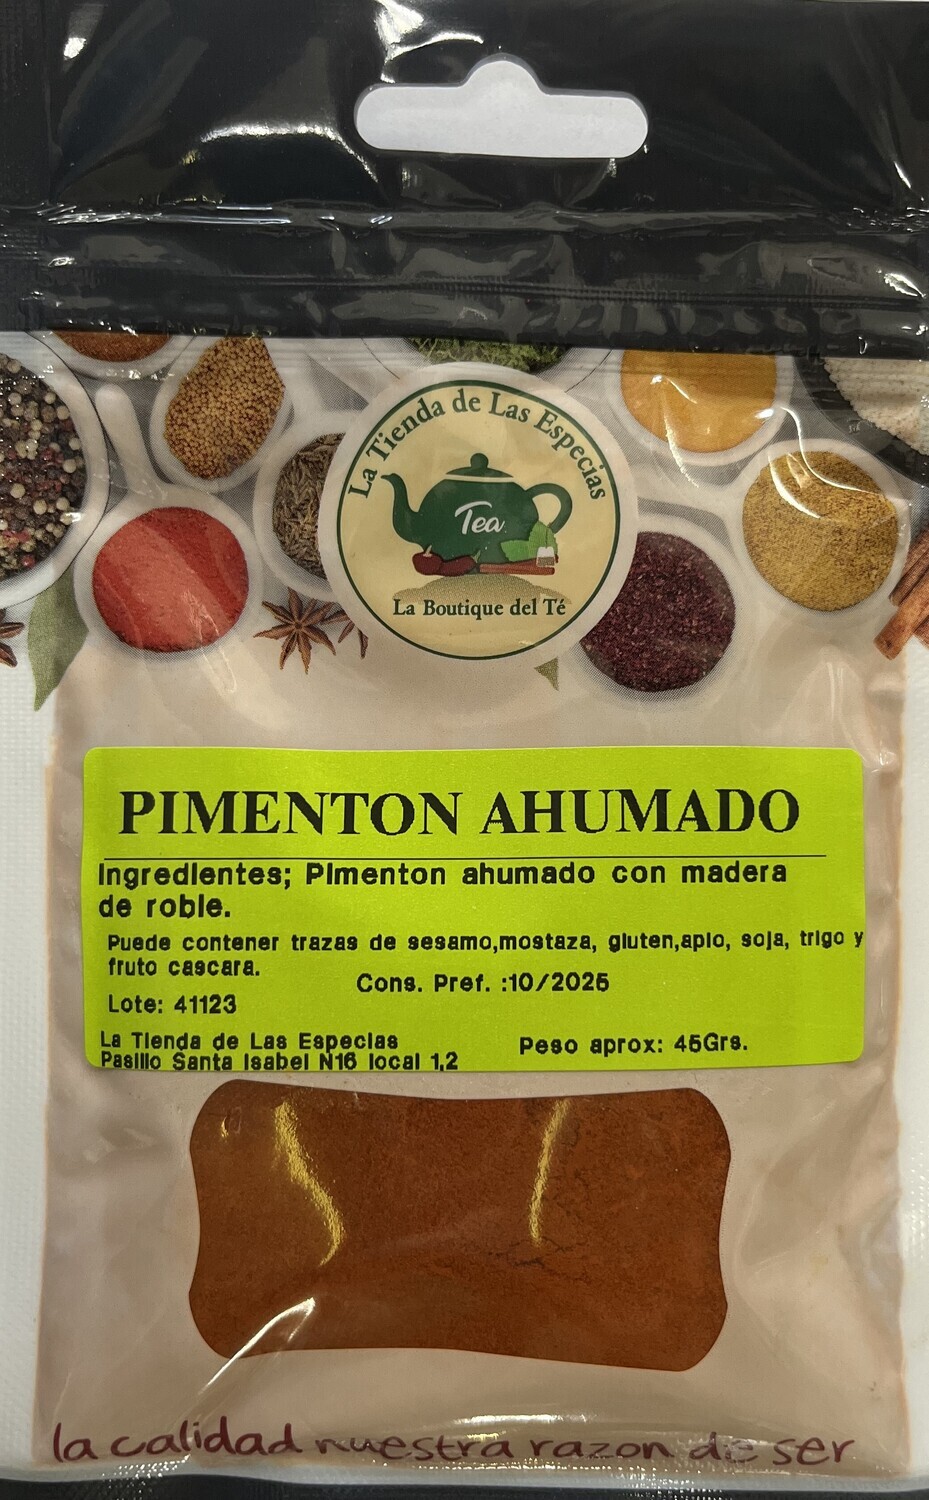 La Tienda de Las Especias
Tea
La Boutique del Té
PIMENTON AHUMADO
Ingredientes; Pimenton ahumado con madera
de roble.
Puede contener trazas de sesamo,mostaza, gluten,apio, soja, trigo y
fruto cascara.
Cons. Pref. :10/2025
Lote: 41123
La Tienda de Las Especias
Pasillo Santa Isabel N16 local 1,2
Peso aprox: 45Grs.
la calidad nuestra razon de ser